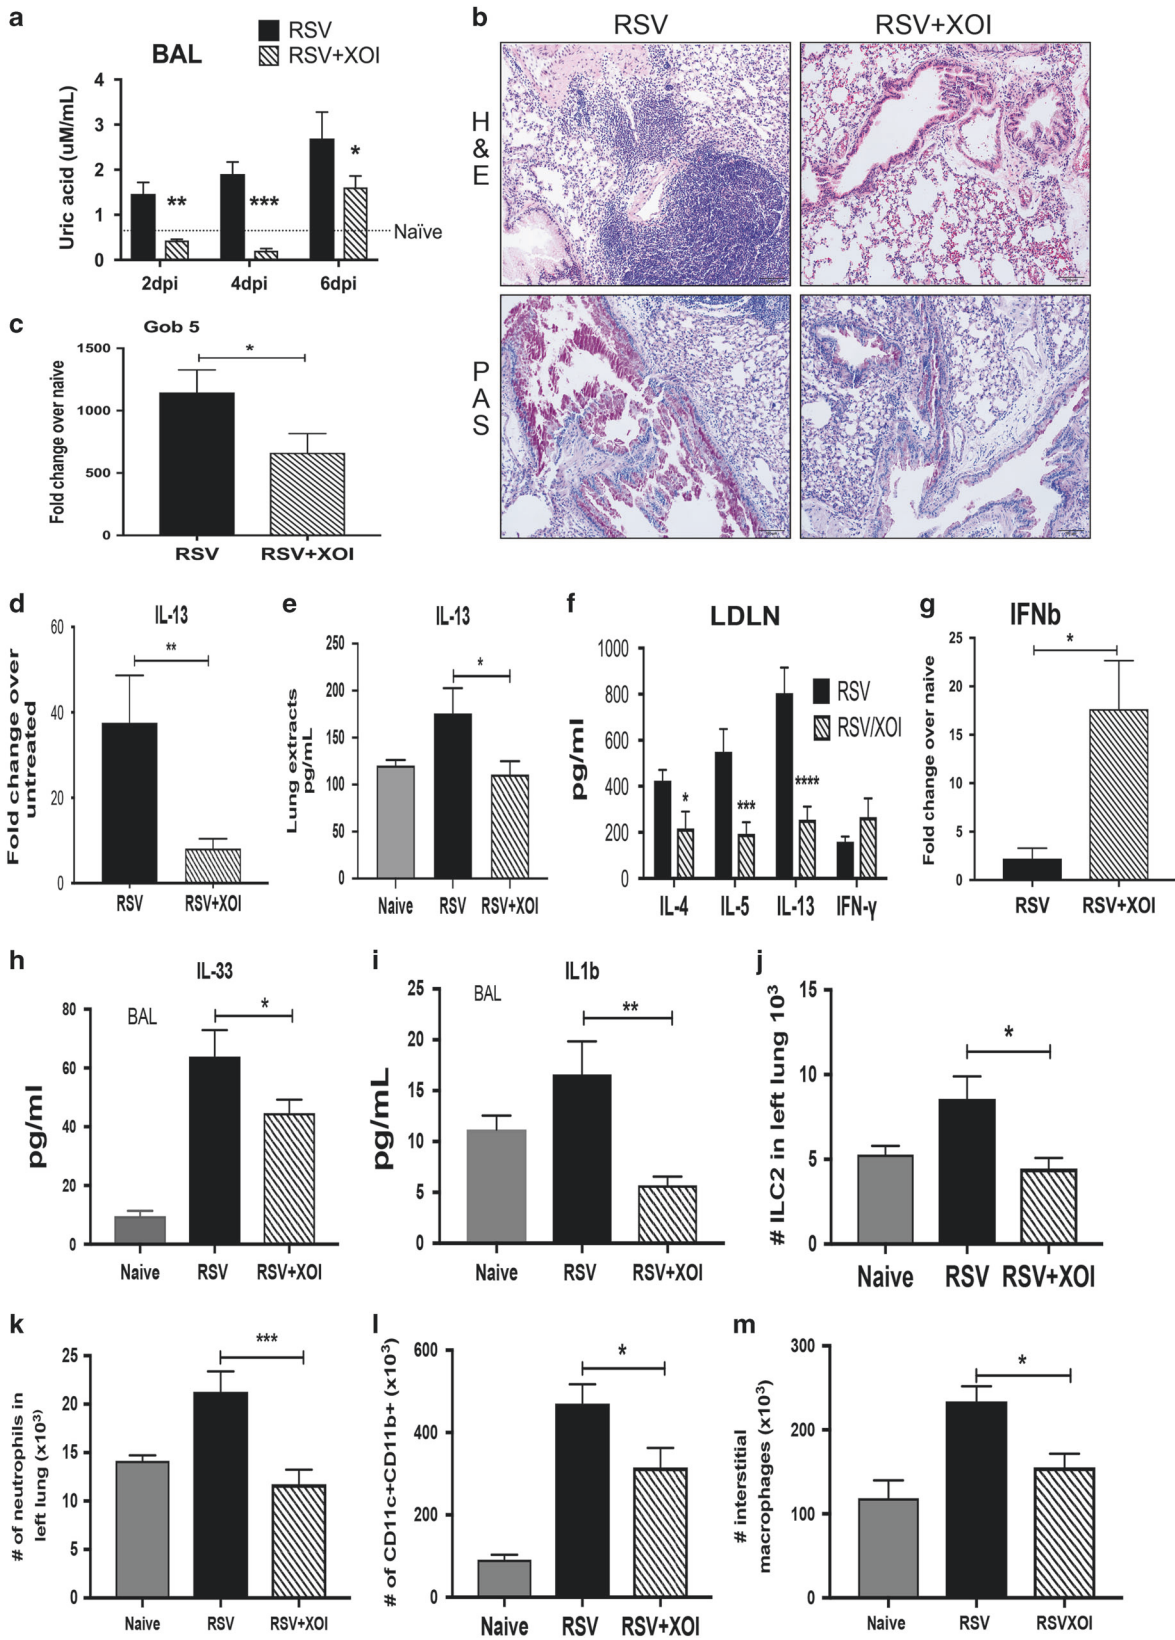 a
BAL
RSV
RSV+XOI
Uric acid (uM/mL)
4
3
2
1
0
**
***
*
Naïve
2dpi 4dpi 6dpi
b
RSV RSV+XOI
H
&
E
P
A
S
c
Gob 5
Fold change over naive
1500
1000
500
0
*
RSV RSV+XOI
d
IL-13
Fold change over
untreated
60
40
20
0
**
RSV RSV+XOI
e
IL-13
Lung extracts
pg/mL
250
200
150
100
50
0
*
Naive RSV RSV+XOI
f
LDLN
pg/ml
1000
800
600
400
200
0
RSV
RSV/XOI
*
***
****
IL-4 IL-5 IL-13 IFN-γ
g
IFNb
Fold change over naive
25
20
15
10
5
0
*
RSV RSV+XOI
h
IL-33
BAL
pg/ml
80
60
40
20
0
*
Naive RSV RSV+XOI
i
IL1b
BAL
pg/mL
25
20
15
10
5
0
**
Naive RSV RSV+XOI
j
# ILC2 in left lung 10³
15
10
5
0
*
Naive RSV RSV+XOI
k
# of neutrophils in
left lung (x10³)
25
20
15
10
5
0
***
Naive RSV RSV+XOI
l
# of CD11c+CD11b+ (x10³)
600
400
200
0
*
Naive RSV RSV+XOI
m
# interstitial
macrophages (x10³)
300
200
100
0
*
Naive RSV RSVXOI